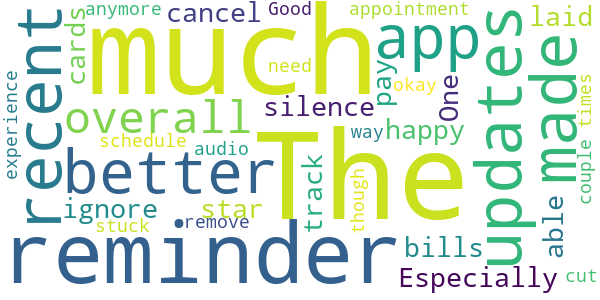 anymore
cancel
Good
appointment
laid
recent
cards
much
need
app
pay
okay
One
updates
made
times
experience
overall
silence
way
happy
schedule
audio
better
The
track
though
couple
ignore
star
stuck
remove
able
reminder
bills
Especially
cut